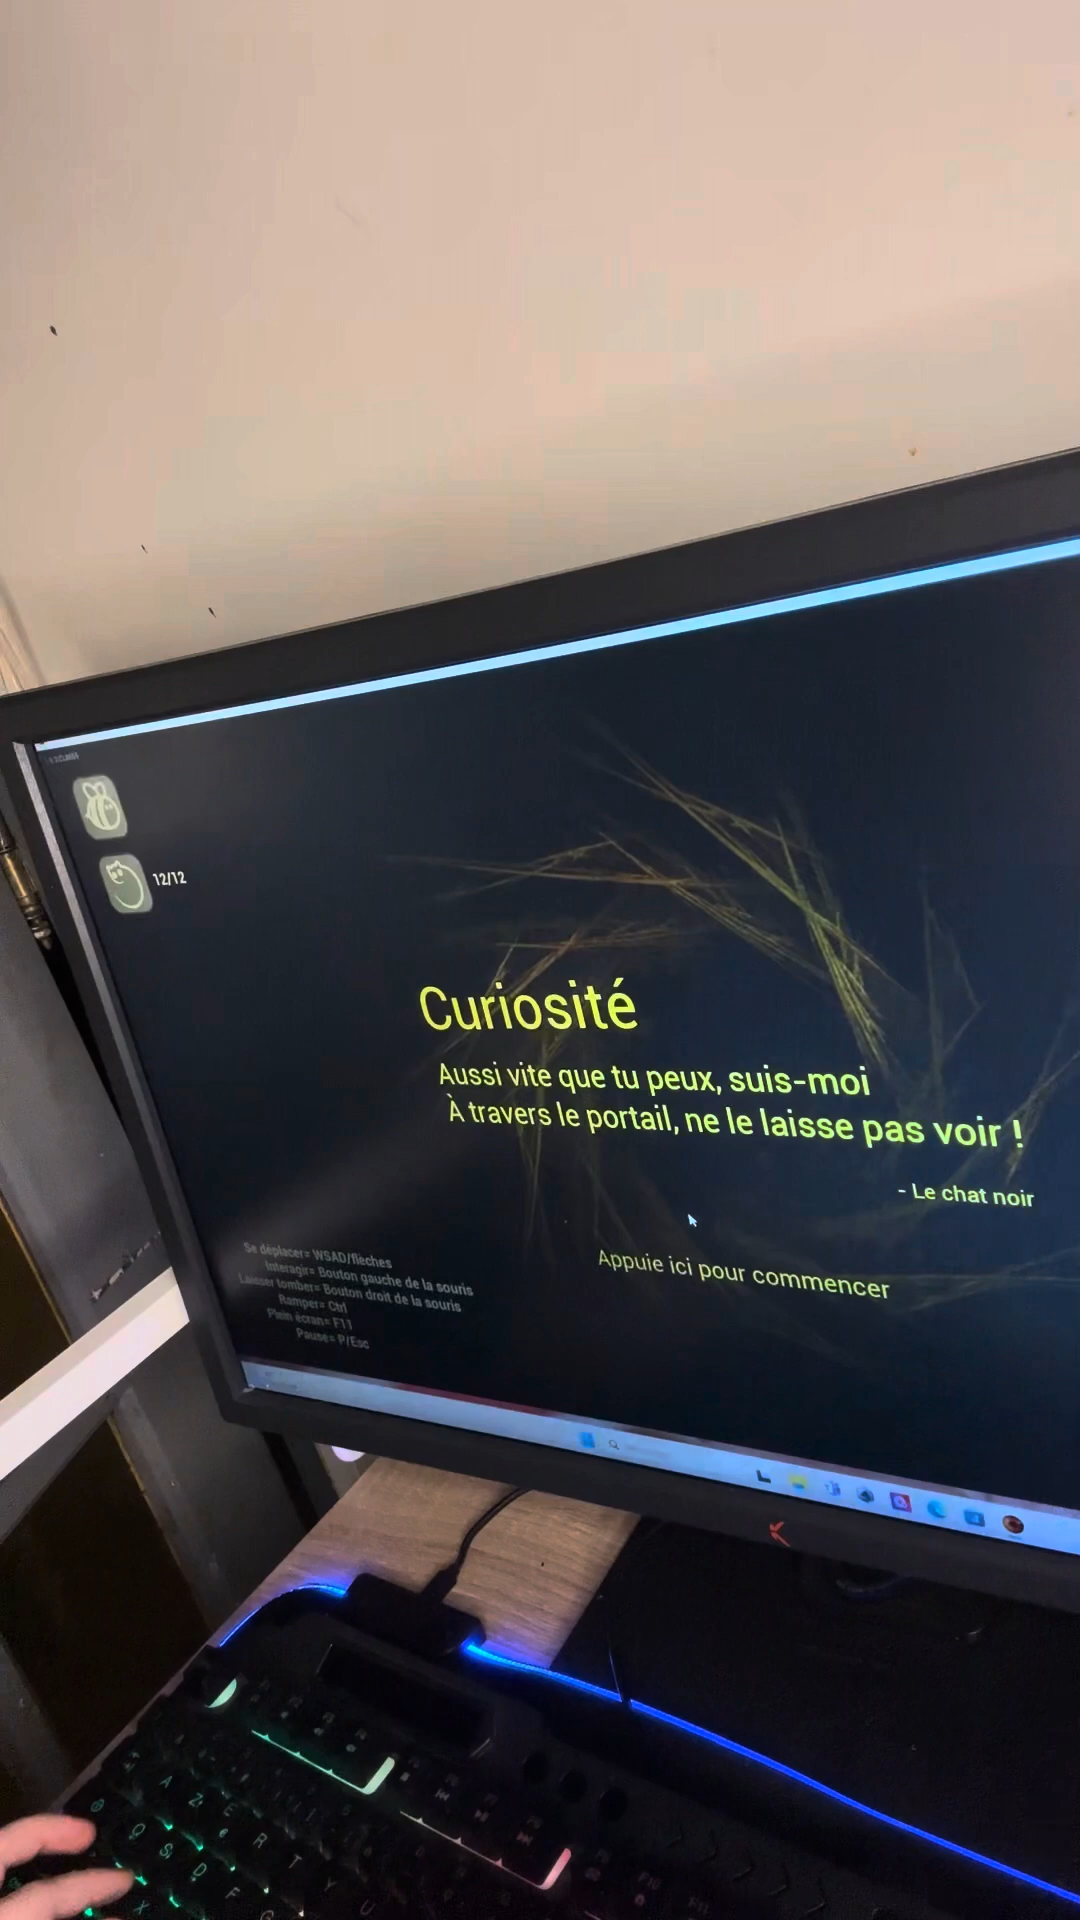 12/12
Curiosité
Aussi vite que tu peux, suis-moi
À travers le portail, ne le laisse pas voir !
- Le chat noir
Appuie ici pour commencer
Se déplacer= WSAD/flèches
Interagir= Bouton gauche de la souris
Laisser tomber= Bouton droit de la souris
Ramper= Ctrl
Plein écran= F11
Pause= P/Esc
A Z E R T Y U
Q S D F G
X